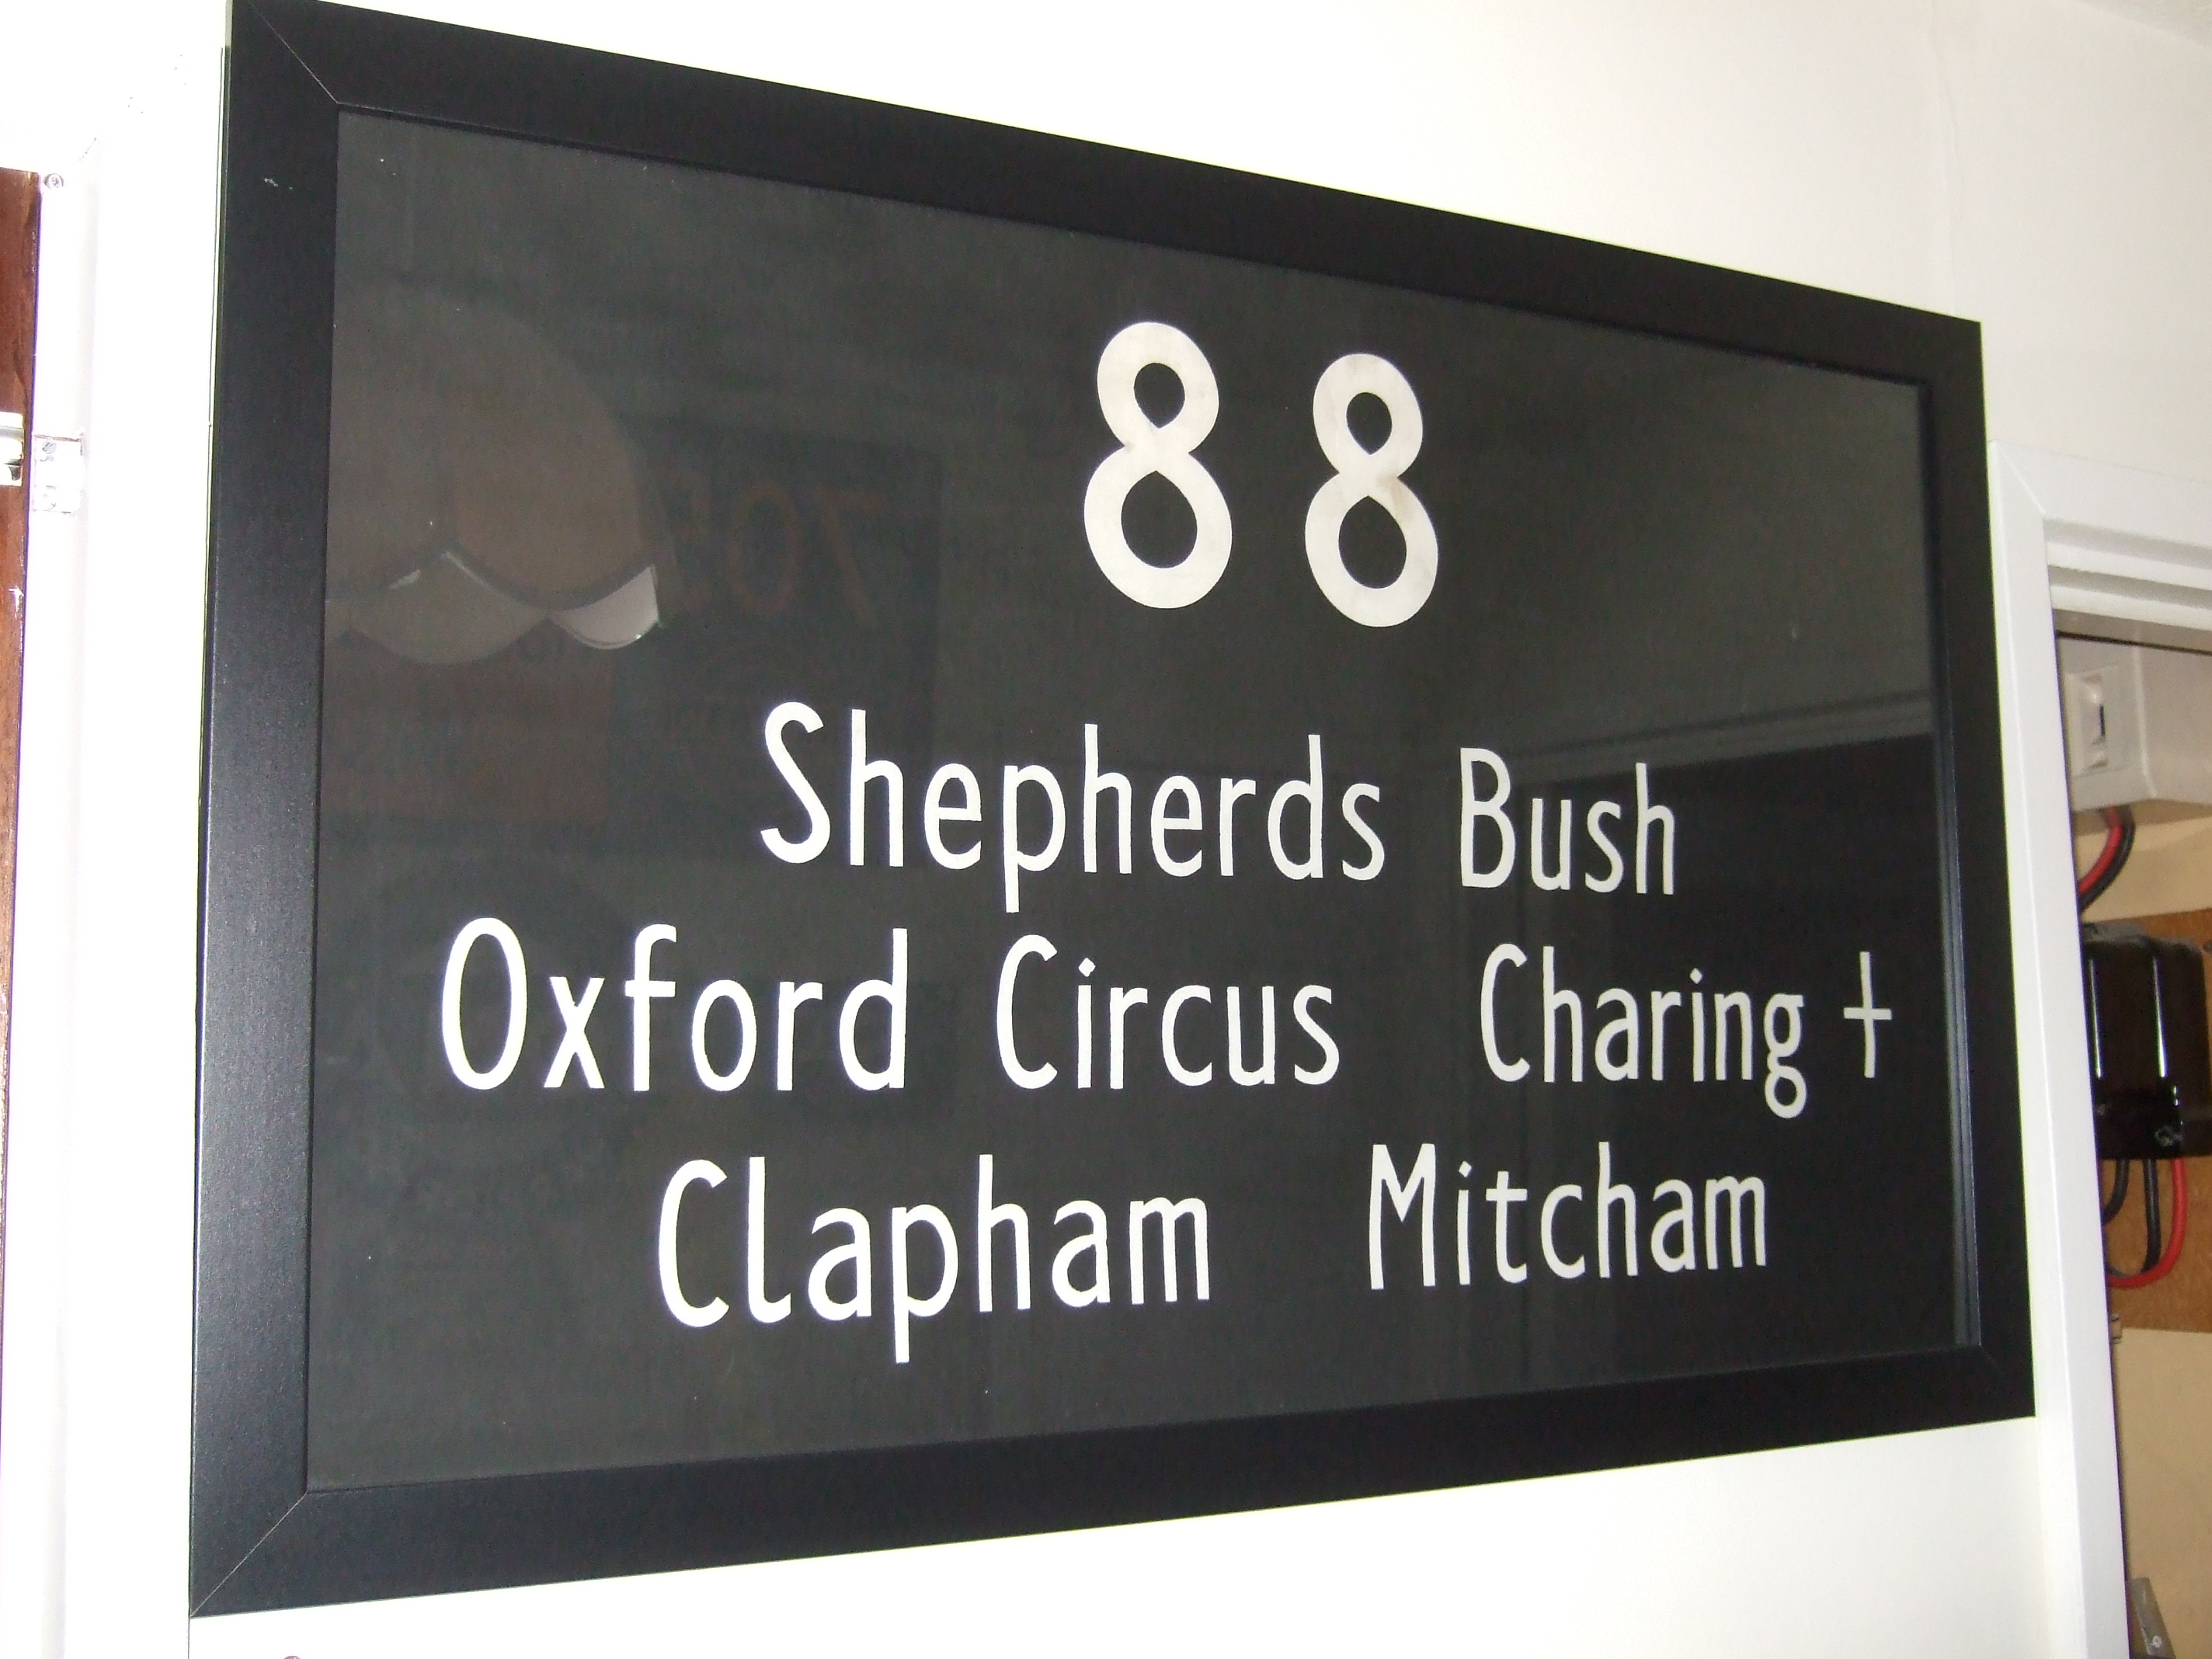 88
Shepherds Bush
Oxford Circus Charing +
Clapham Mitcham